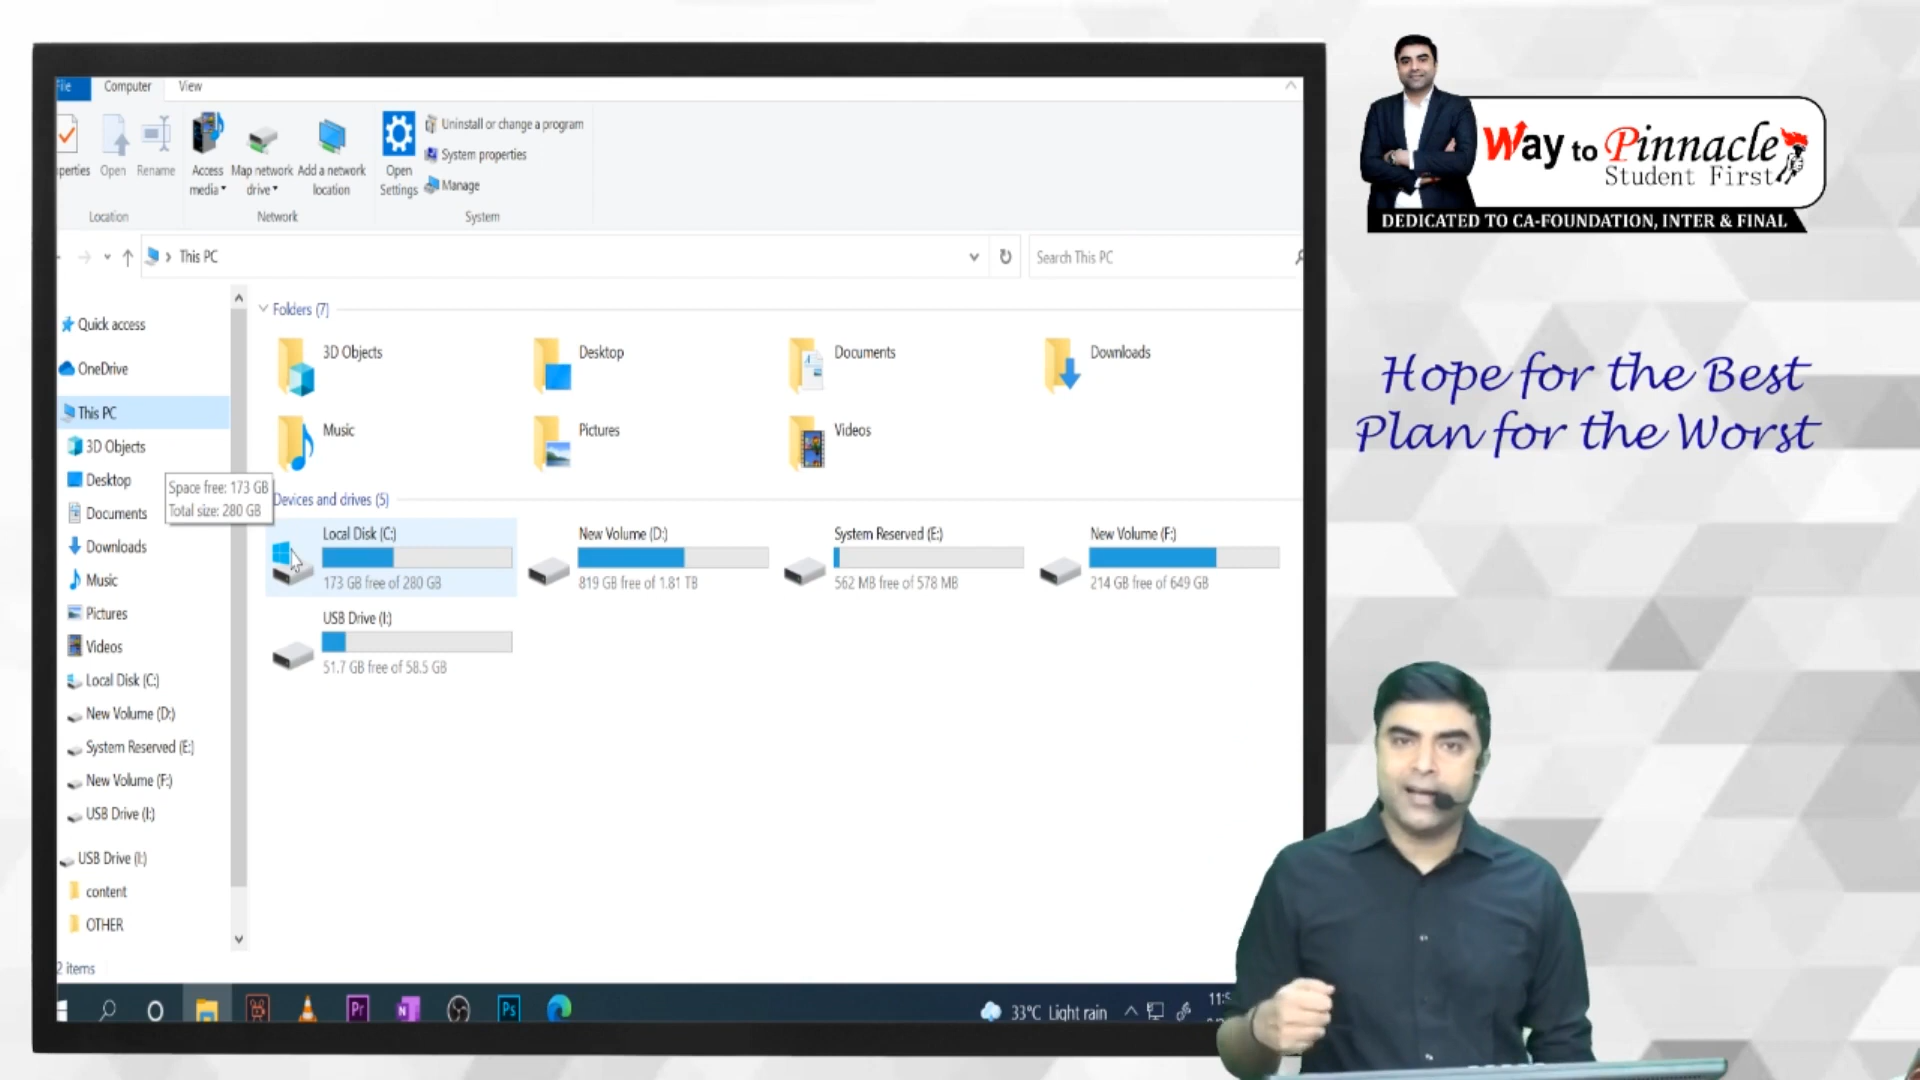 File Computer View
Uninstall or change a program
System properties
Manage
perties Open Rename
Access media
Map network drive
Add a network location
Open Settings
Location Network System
This PC
Search This PC
Quick access
OneDrive
This PC
3D Objects
Desktop
Documents
Downloads
Music
Pictures
Videos
Local Disk (C:)
New Volume (D:)
System Reserved (E:)
New Volume (F:)
USB Drive (I:)
USB Drive (I:)
content
OTHER
2 items
Space free: 173 GB
Total size: 280 GB
Folders (7)
3D Objects Desktop Documents Downloads
Music Pictures Videos
Devices and drives (5)
Local Disk (C:)
173 GB free of 280 GB
New Volume (D:)
819 GB free of 1.81 TB
System Reserved (E:)
562 MB free of 578 MB
New Volume (F:)
214 GB free of 649 GB
USB Drive (I:)
51.7 GB free of 58.5 GB
Pr N Ps
33°C Light rain
11:5
Way to Pinnacle
Student First
DEDICATED TO CA-FOUNDATION, INTER & FINAL
Hope for the Best
Plan for the Worst